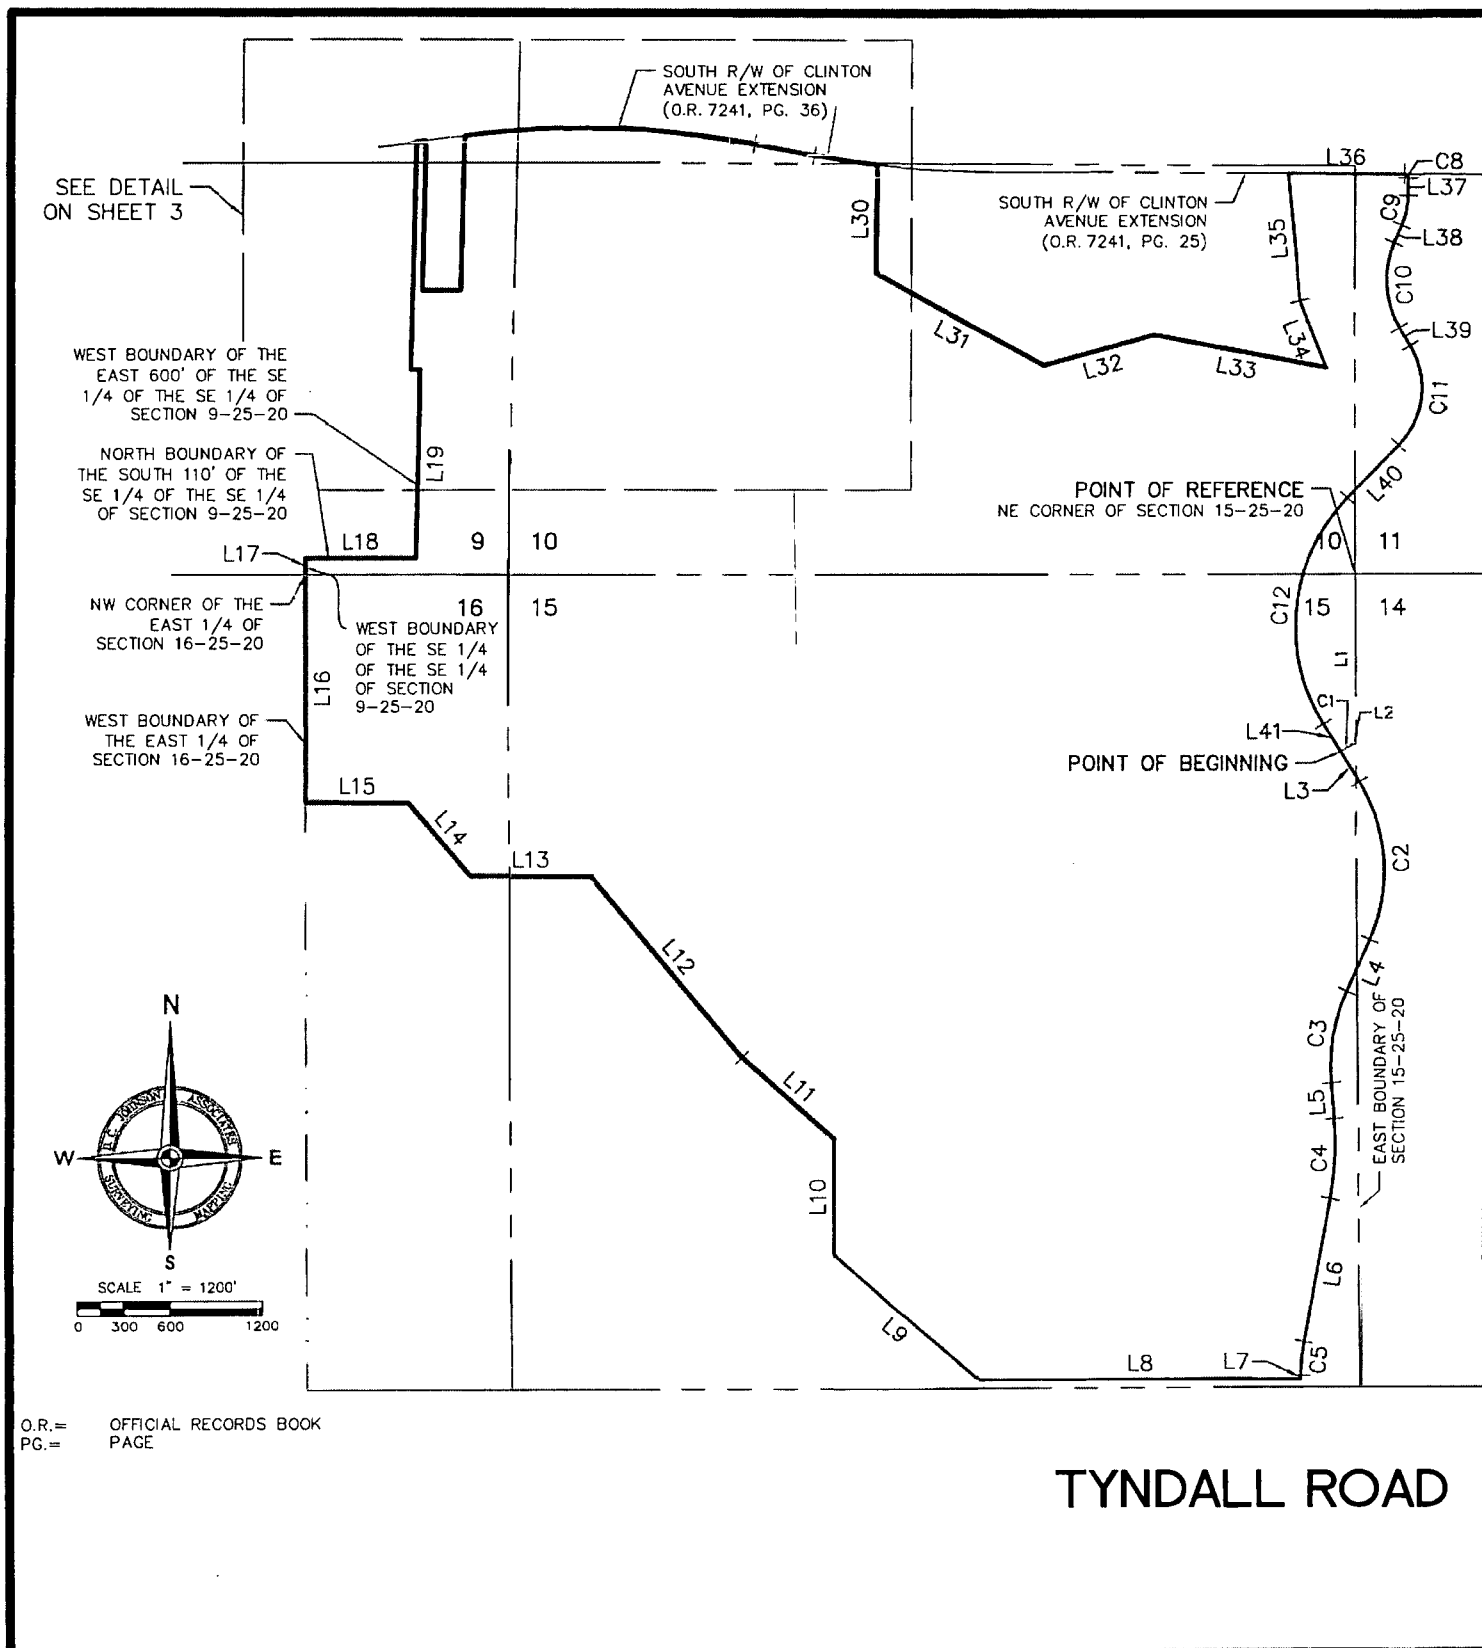 SOUTH R/W OF CLINTON
AVENUE EXTENSION
(O.R. 7241, PG. 36)
SEE DETAIL
ON SHEET 3
L36
C8
L37
C9
L38
SOUTH R/W OF CLINTON
AVENUE EXTENSION
(O.R. 7241, PG. 25)
L30
L35
C10
L31
L32
L33
L34
L39
C11
WEST BOUNDARY OF THE
EAST 600' OF THE SE
1/4 OF THE SE 1/4 OF
SECTION 9-25-20
L19
NORTH BOUNDARY OF
THE SOUTH 110' OF THE
SE 1/4 OF THE SE 1/4
OF SECTION 9-25-20
L40
POINT OF REFERENCE
NE CORNER OF SECTION 15-25-20
L17
L18
9
10
10
11
16
15
15
14
NW CORNER OF THE
EAST 1/4 OF
SECTION 16-25-20
WEST BOUNDARY
OF THE SE 1/4
OF THE SE 1/4
OF SECTION
9-25-20
C12
L1
L16
C1
L2
L41
WEST BOUNDARY OF
THE EAST 1/4 OF
SECTION 16-25-20
POINT OF BEGINNING
L3
L15
L14
L13
C2
L12
L4
C3
EAST BOUNDARY OF
SECTION 15-25-20
L11
L5
C4
L10
L6
L9
L8
L7
C5
N
W
E
S
D.C. JOHNSON ASSOCIATES
SURVEYING MAPPING
SCALE 1" = 1200'
0 300 600 1200
O.R.= OFFICIAL RECORDS BOOK
PG.= PAGE
TYNDALL ROAD